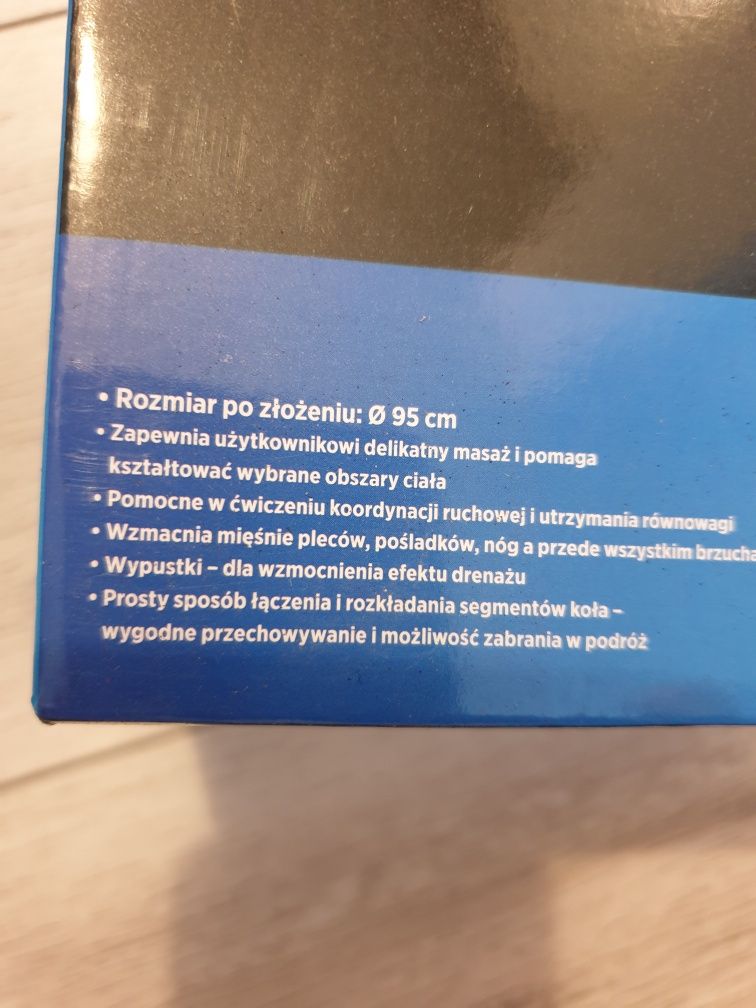 • Rozmiar po złożeniu: Ø 95 cm
• Zapewnia użytkownikowi delikatny masaż i pomaga
kształtować wybrane obszary ciała
• Pomocne w ćwiczeniu koordynacji ruchowej i utrzymania równowagi
• Wzmacnia mięśnie pleców, pośladków, nóg a przede wszystkim brzucha
• Wypustki – dla wzmocnienia efektu drenażu
• Prosty sposób łączenia i rozkładania segmentów koła –
wygodne przechowywanie i możliwość zabrania w podróż